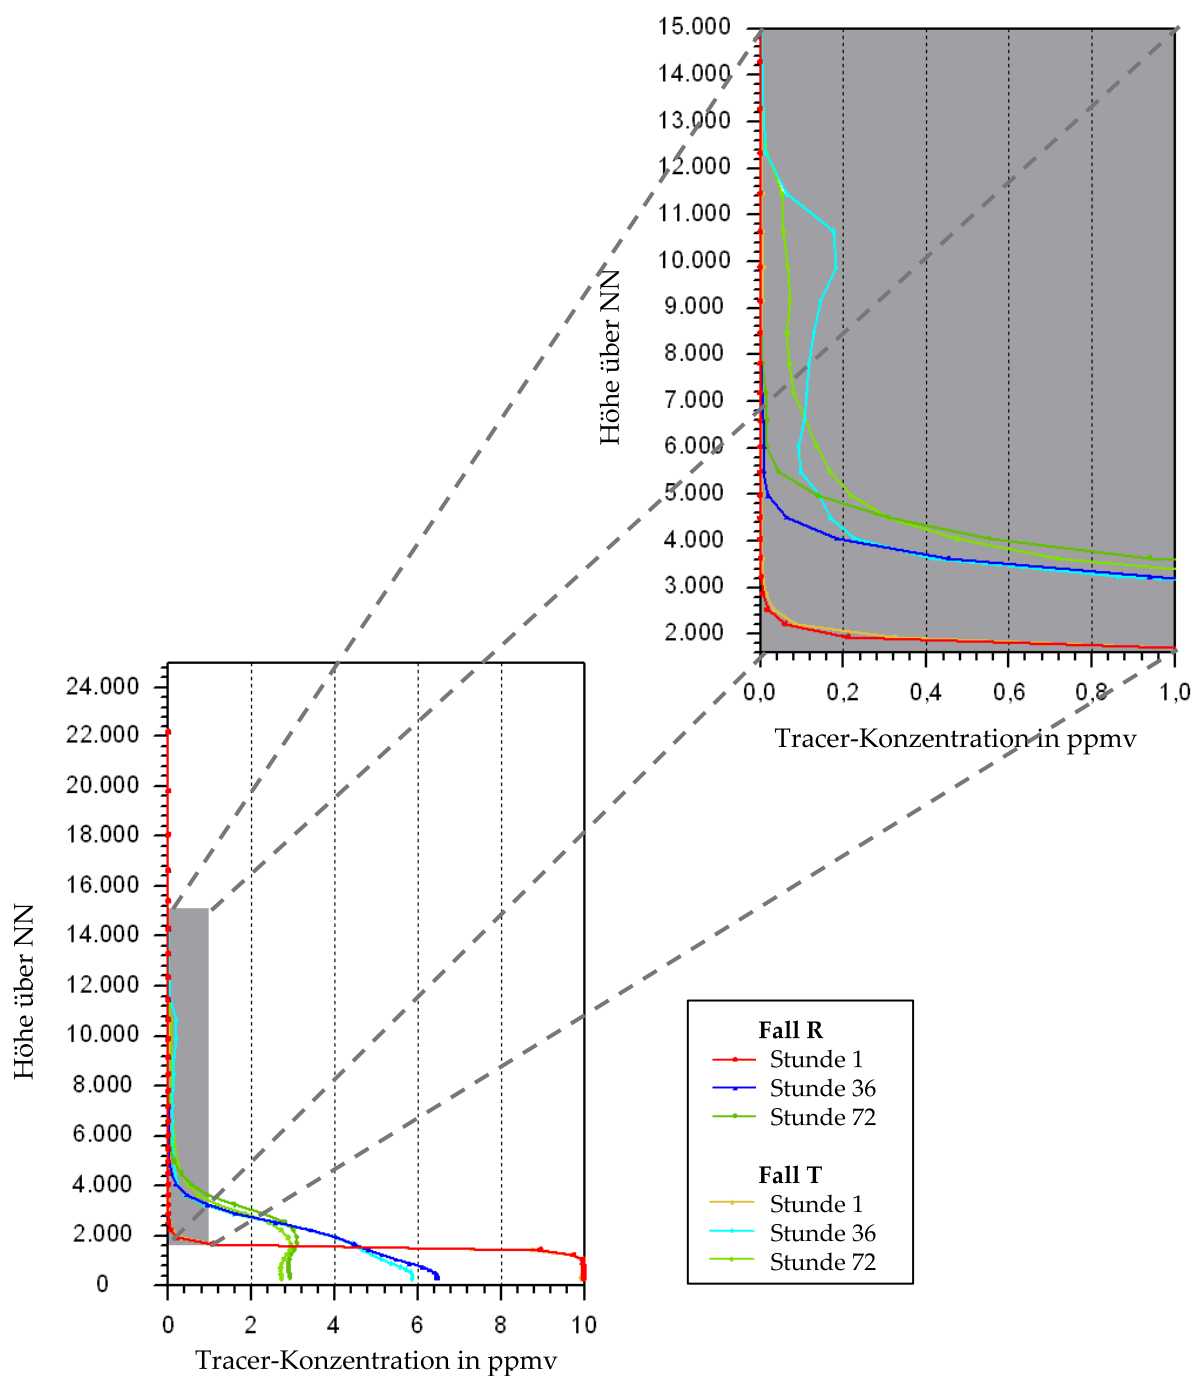 15.000
14.000
13.000
12.000
11.000
10.000
9.000
8.000
7.000
6.000
5.000
4.000
3.000
2.000
Höhe über NN
0,0 0,2 0,4 0,6 0,8 1,0
Tracer-Konzentration in ppmv
24.000
22.000
20.000
18.000
16.000
14.000
12.000
10.000
8.000
6.000
4.000
2.000
0
Höhe über NN
0 2 4 6 8 10
Tracer-Konzentration in ppmv
Fall R
Stunde 1
Stunde 36
Stunde 72
Fall T
Stunde 1
Stunde 36
Stunde 72